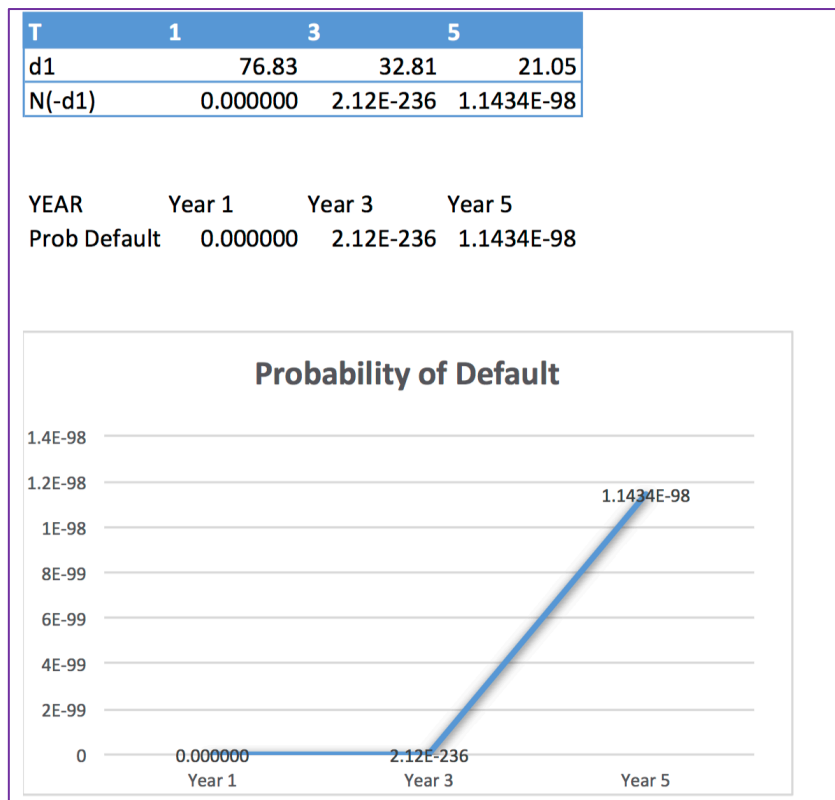 T 1 3 5
d1 76.83 32.81 21.05
N(-d1) 0.000000 2.12E-236 1.1434E-98
YEAR Year 1 Year 3 Year 5
Prob Default 0.000000 2.12E-236 1.1434E-98
Probability of Default
1.4E-98
1.2E-98
1.1434E-98
1E-98
8E-99
6E-99
4E-99
2E-99
0 0.000000 2.12E-236
Year 1 Year 3 Year 5